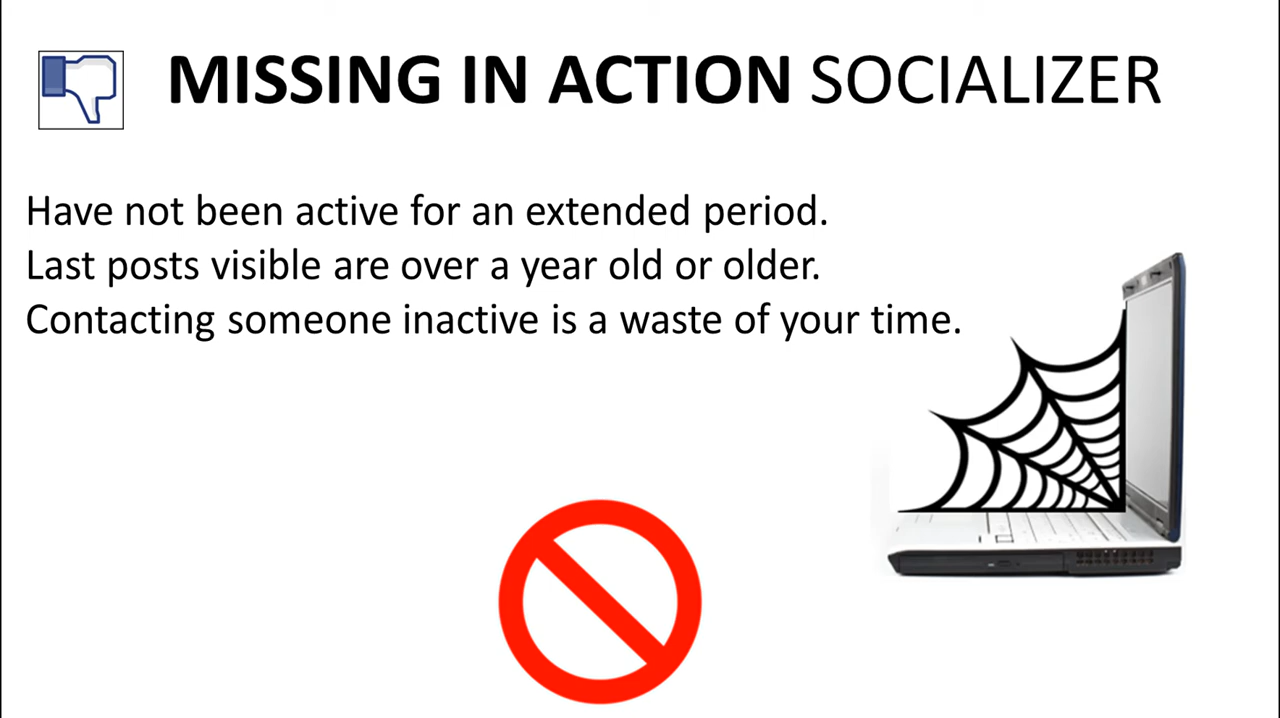 MISSING IN ACTION SOCIALIZER
Have not been active for an extended period.
Last posts visible are over a year old or older.
Contacting someone inactive is a waste of your time.